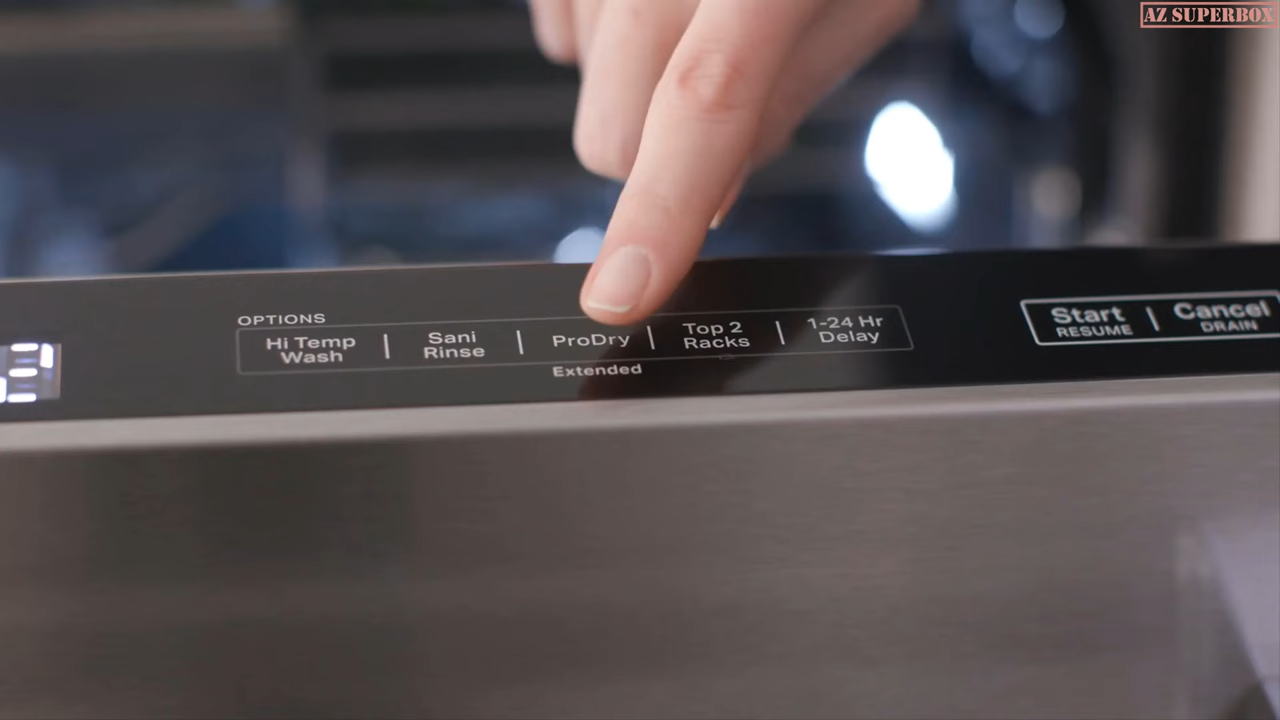 AZ SUPERBOX
OPTIONS
Hi Temp
Wash
Sani
Rinse
ProDry
Extended
Top 2
Racks
1-24 Hr
Delay
Start
RESUME
Cancel
DRAIN